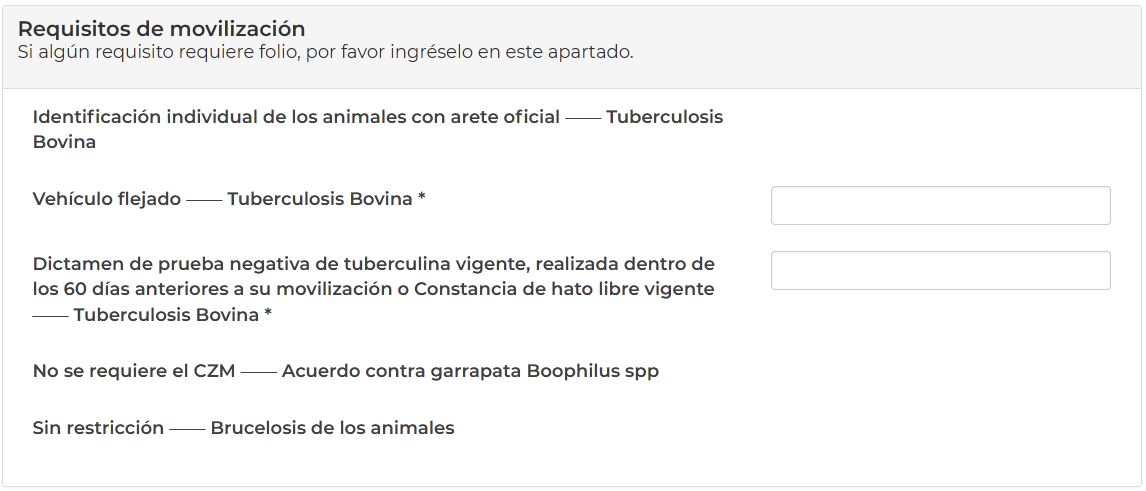 Requisitos de movilización
Si algún requisito requiere folio, por favor ingréselo en este apartado.
Identificación individual de los animales con arete oficial —— Tuberculosis
Bovina
Vehículo flejado —— Tuberculosis Bovina *
Dictamen de prueba negativa de tuberculina vigente, realizada dentro de
los 60 días anteriores a su movilización o Constancia de hato libre vigente
—— Tuberculosis Bovina *
No se requiere el CZM —— Acuerdo contra garrapata Boophilus spp
Sin restricción —— Brucelosis de los animales